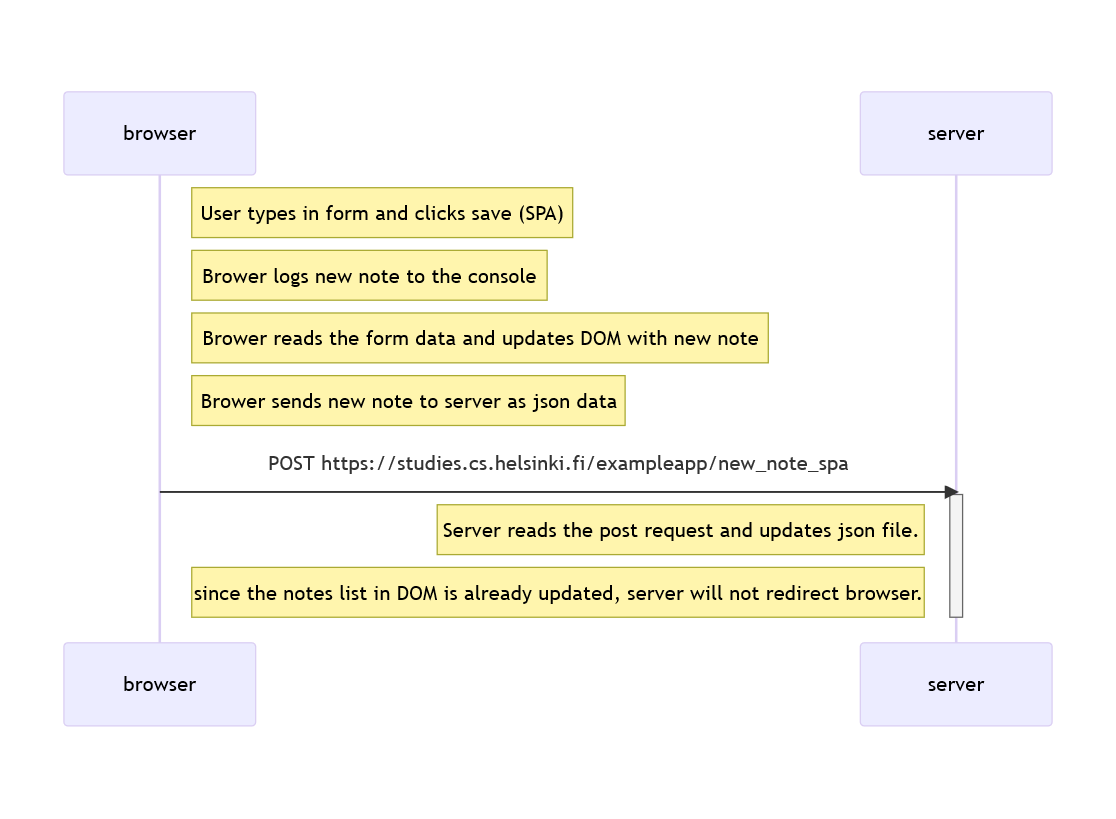 browser
server
User types in form and clicks save (SPA)
Brower logs new note to the console
Brower reads the form data and updates DOM with new note
Brower sends new note to server as json data
POST https://studies.cs.helsinki.fi/exampleapp/new_note_spa
Server reads the post request and updates json file.
since the notes list in DOM is already updated, server will not redirect browser.
browser
server